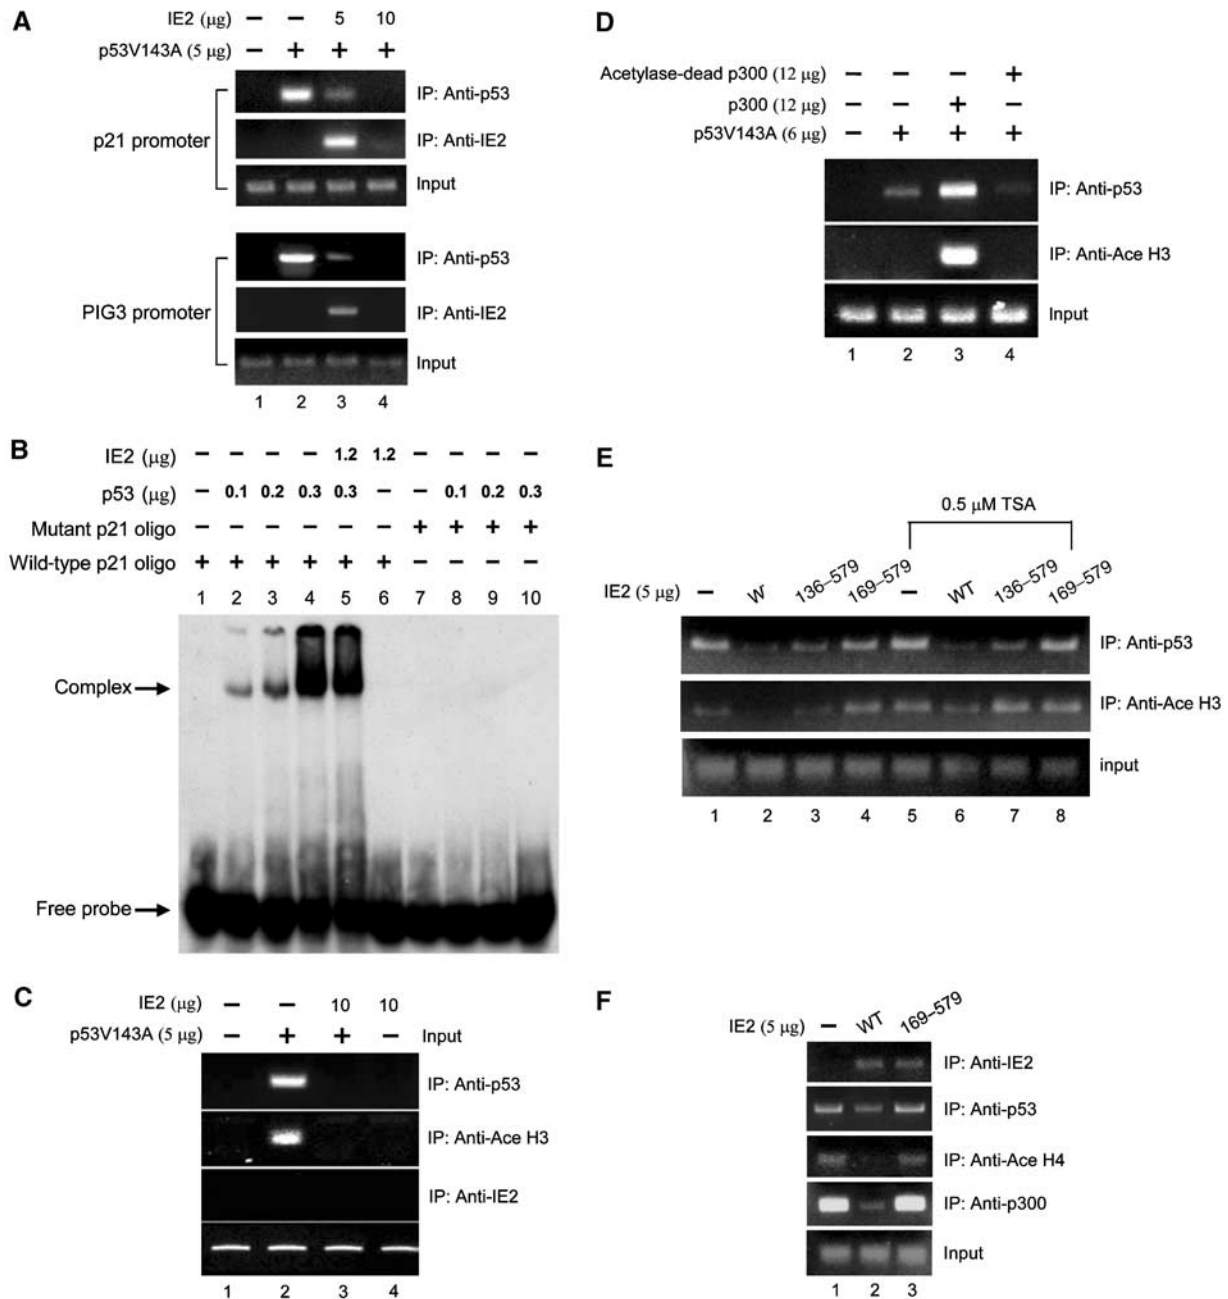 A
IE2 (μg) – – 5 10
p53V143A (5 μg) – + + +
p21 promoter
IP: Anti-p53
IP: Anti-IE2
Input
PIG3 promoter
IP: Anti-p53
IP: Anti-IE2
Input
1 2 3 4
B
IE2 (μg) – – – – 1.2 1.2 – – – –
p53 (μg) – 0.1 0.2 0.3 0.3 – – 0.1 0.2 0.3
Mutant p21 oligo – – – – – – + + + +
Wild-type p21 oligo + + + + + + – – – –
1 2 3 4 5 6 7 8 9 10
Complex
Free probe
C
IE2 (μg) – – 10 10
p53V143A (5 μg) – + + – Input
IP: Anti-p53
IP: Anti-Ace H3
IP: Anti-IE2
1 2 3 4
D
Acetylase-dead p300 (12 μg) – – – +
p300 (12 μg) – – + –
p53V143A (6 μg) – + + +
IP: Anti-p53
IP: Anti-Ace H3
Input
1 2 3 4
E
0.5 μM TSA
IE2 (5 μg) – W 136–579 169–579 – WT 136–579 169–579
IP: Anti-p53
IP: Anti-Ace H3
input
1 2 3 4 5 6 7 8
F
IE2 (5 μg) – WT 169–579
IP: Anti-IE2
IP: Anti-p53
IP: Anti-Ace H4
IP: Anti-p300
Input
1 2 3